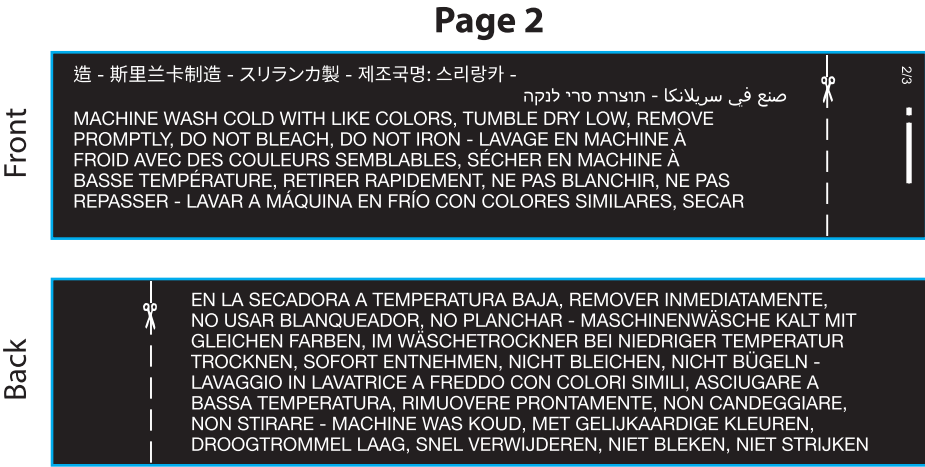 Page 2
Front
造 - 斯里兰卡制造 - スリランカ製 - 제조국명: 스리랑카 -
صنع في سريلانكا - תוצרת סרי לנקה
MACHINE WASH COLD WITH LIKE COLORS, TUMBLE DRY LOW, REMOVE
PROMPTLY, DO NOT BLEACH, DO NOT IRON - LAVAGE EN MACHINE À
FROID AVEC DES COULEURS SEMBLABLES, SÉCHER EN MACHINE À
BASSE TEMPÉRATURE, RETIRER RAPIDEMENT, NE PAS BLANCHIR, NE PAS
REPASSER - LAVAR A MÁQUINA EN FRÍO CON COLORES SIMILARES, SECAR
2/3
Back
EN LA SECADORA A TEMPERATURA BAJA, REMOVER INMEDIATAMENTE,
NO USAR BLANQUEADOR, NO PLANCHAR - MASCHINENWÄSCHE KALT MIT
GLEICHEN FARBEN, IM WÄSCHETROCKNER BEI NIEDRIGER TEMPERATUR
TROCKNEN, SOFORT ENTNEHMEN, NICHT BLEICHEN, NICHT BÜGELN -
LAVAGGIO IN LAVATRICE A FREDDO CON COLORI SIMILI, ASCIUGARE A
BASSA TEMPERATURA, RIMUOVERE PRONTAMENTE, NON CANDEGGIARE,
NON STIRARE - MACHINE WAS KOUD, MET GELIJKAARDIGE KLEUREN,
DROOGTROMMEL LAAG, SNEL VERWIJDEREN, NIET BLEKEN, NIET STRIJKEN